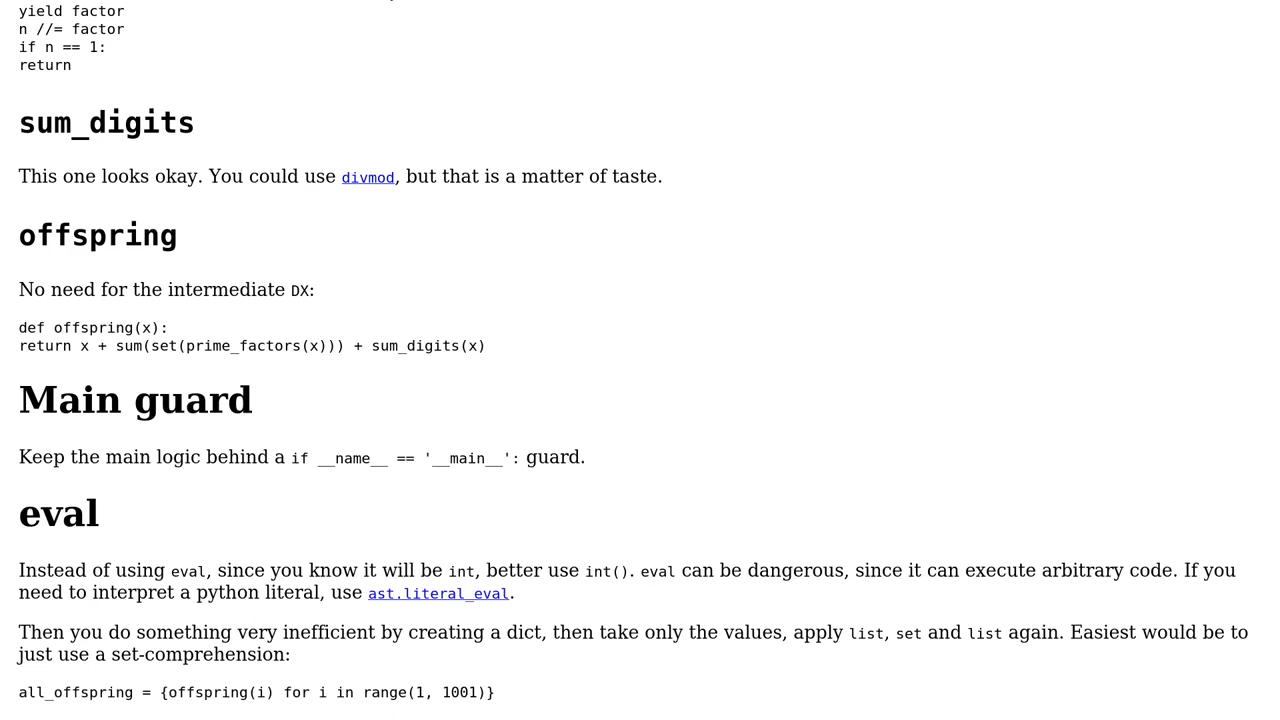 yield factor
n //= factor
if n == 1:
return
sum_digits
This one looks okay. You could use divmod, but that is a matter of taste.
offspring
No need for the intermediate DX:
def offspring(x):
return x + sum(set(prime_factors(x))) + sum_digits(x)
Main guard
Keep the main logic behind a if __name__ == '__main__': guard.
eval
Instead of using eval, since you know it will be int, better use int(). eval can be dangerous, since it can execute arbitrary code. If you
need to interpret a python literal, use ast.literal_eval.
Then you do something very inefficient by creating a dict, then take only the values, apply list, set and list again. Easiest would be to
just use a set-comprehension:
all_offspring = {offspring(i) for i in range(1, 1001)}